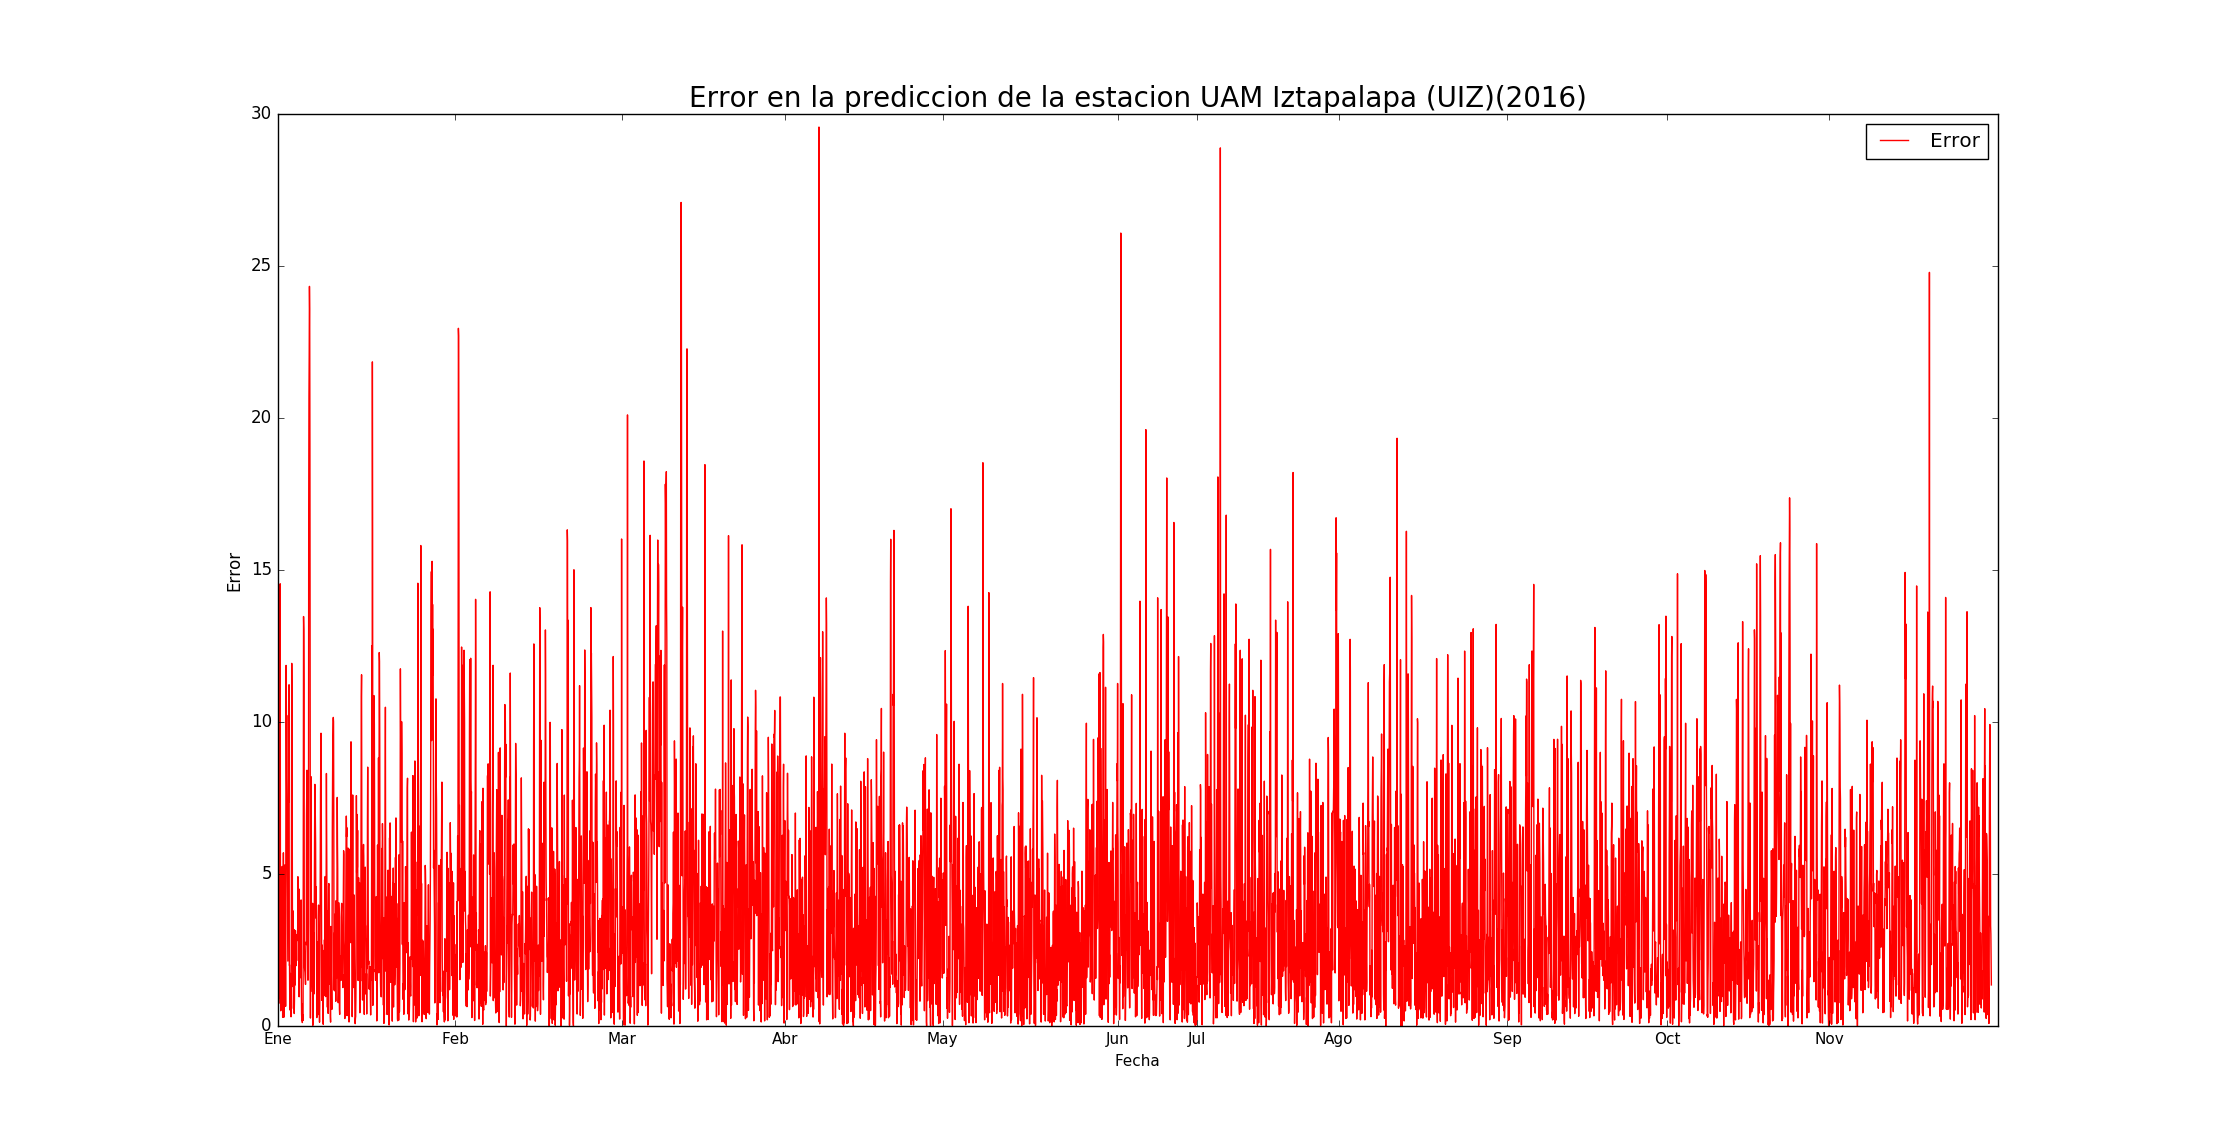 Error en la prediccion de la estacion UAM Iztapalapa (UIZ)(2016)
30
25
20
15
10
5
0
Error
Error
Ene Feb Mar Abr May Jun Jul Ago Sep Oct Nov
Fecha